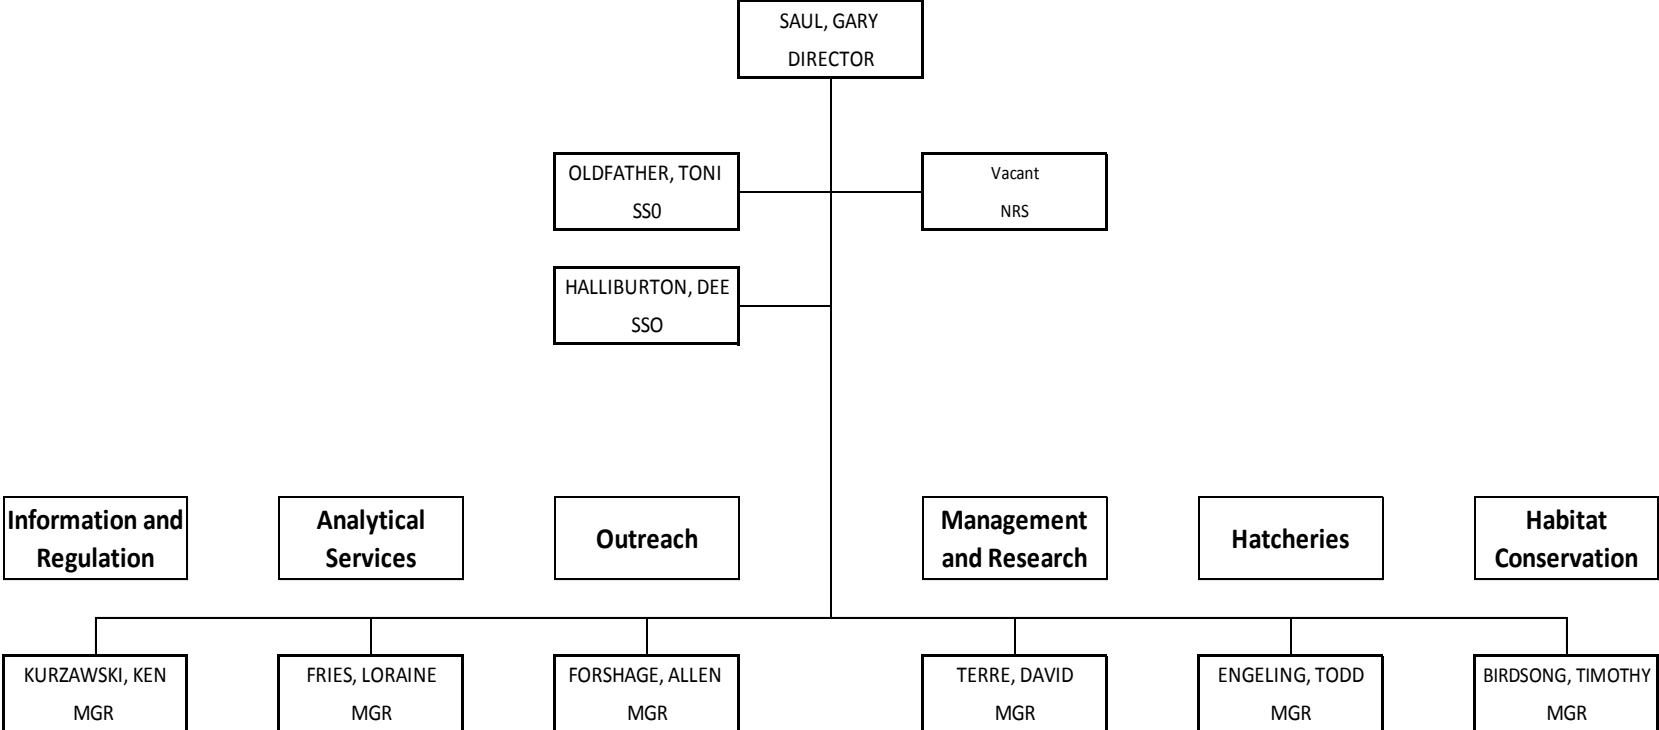 SAUL, GARY
DIRECTOR
OLDFATHER, TONI
SS0
Vacant
NRS
HALLIBURTON, DEE
SSO
Information and
Regulation
Analytical
Services
Outreach
Management
and Research
Hatcheries
Habitat
Conservation
KURZAWSKI, KEN
MGR
FRIES, LORAINE
MGR
FORSHAGE, ALLEN
MGR
TERRE, DAVID
MGR
ENGELING, TODD
MGR
BIRDSONG, TIMOTHY
MGR